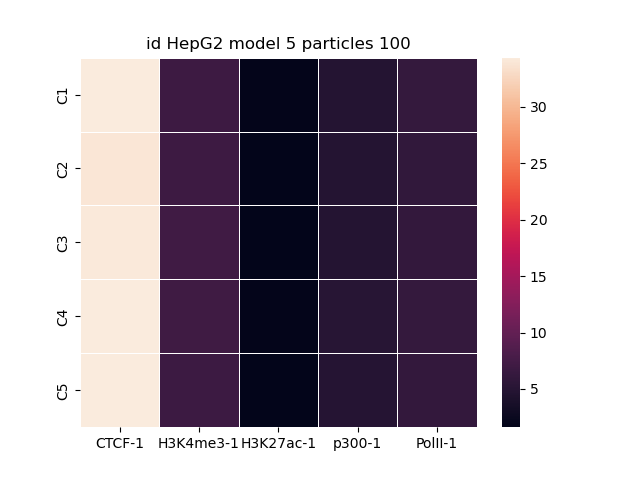 id HepG2 model 5 particles 100
C1
C2
C3
C4
C5
CTCF-1 H3K4me3-1 H3K27ac-1 p300-1 PolII-1
30
25
20
15
10
5